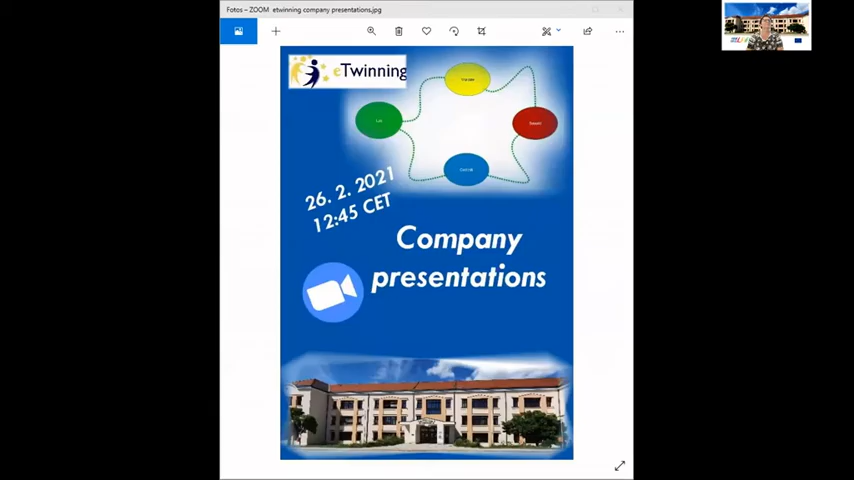 Fotos – ZOOM etwinning company presentations.jpg
eTwinning
26. 2. 2021
12:45 CET
Company
presentations